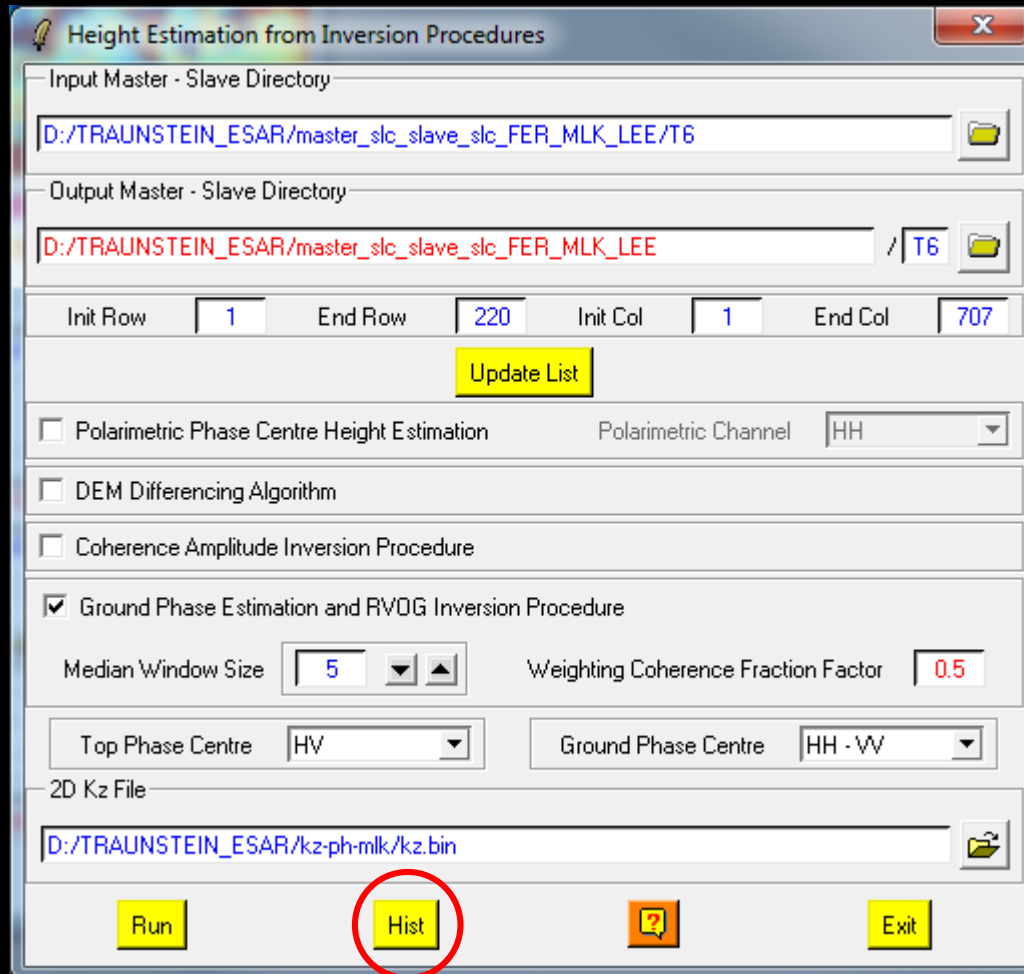 Height Estimation from Inversion Procedures
Input Master - Slave Directory
D:/TRAUNSTEIN_ESAR/master_slc_slave_slc_FER_MLK_LEE/T6
Output Master - Slave Directory
D:/TRAUNSTEIN_ESAR/master_slc_slave_slc_FER_MLK_LEE / T6
Init Row 1 End Row 220 Init Col 1 End Col 707
Update List
Polarimetric Phase Centre Height Estimation Polarimetric Channel HH
DEM Differencing Algorithm
Coherence Amplitude Inversion Procedure
Ground Phase Estimation and RVOG Inversion Procedure
Median Window Size 5 Weighting Coherence Fraction Factor 0.5
Top Phase Centre HV Ground Phase Centre HH - VV
2D Kz File
D:/TRAUNSTEIN_ESAR/kz-ph-mlk/kz.bin
Run Hist ? Exit